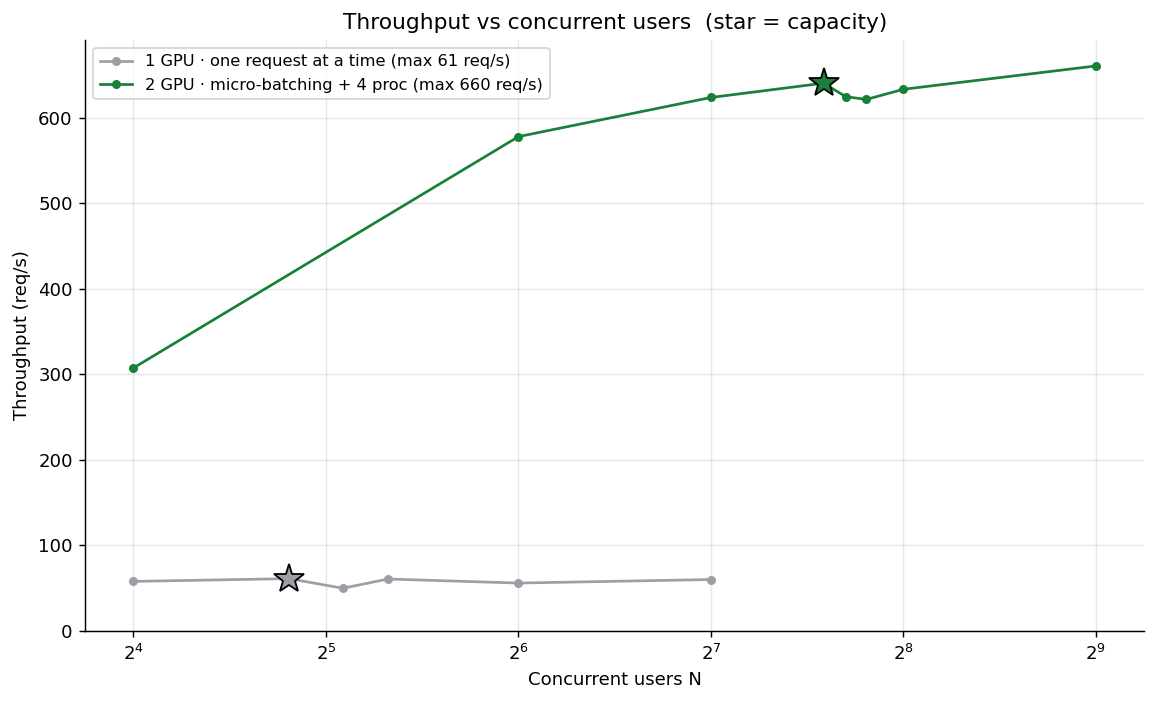 Throughput vs concurrent users  (star = capacity)
1 GPU · one request at a time (max 61 req/s)
2 GPU · micro-batching + 4 proc (max 660 req/s)
Throughput (req/s)
600
500
400
300
200
100
0
2⁴
2⁵
2⁶
2⁷
2⁸
2⁹
Concurrent users N